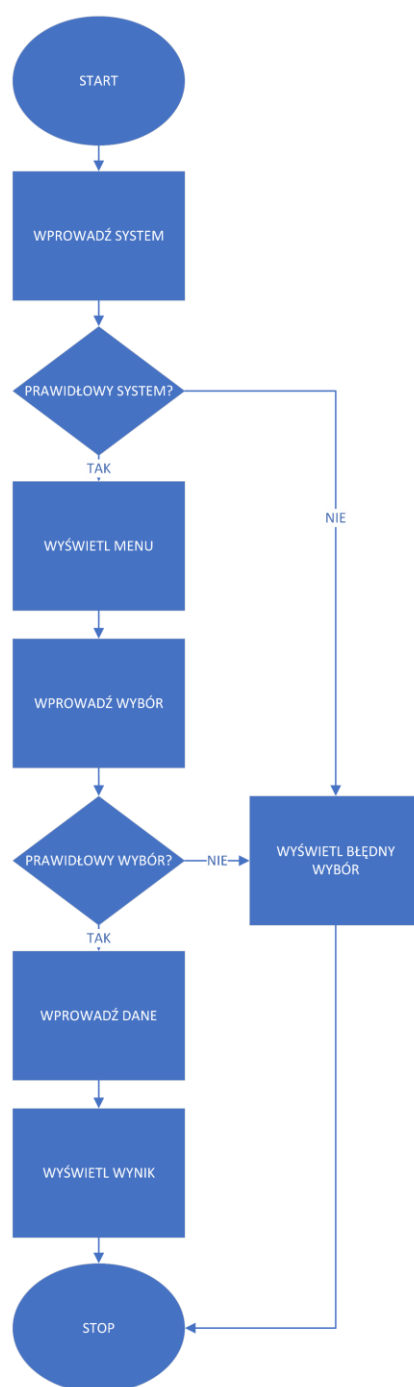 START
WPROWADŹ SYSTEM
PRAWIDŁOWY SYSTEM?
TAK
WYŚWIETL MENU
NIE
WPROWADŹ WYBÓR
PRAWIDŁOWY WYBÓR?
NIE
WYŚWIETL BŁĘDNY
WYBÓR
TAK
WPROWADŹ DANE
WYŚWIETL WYNIK
STOP